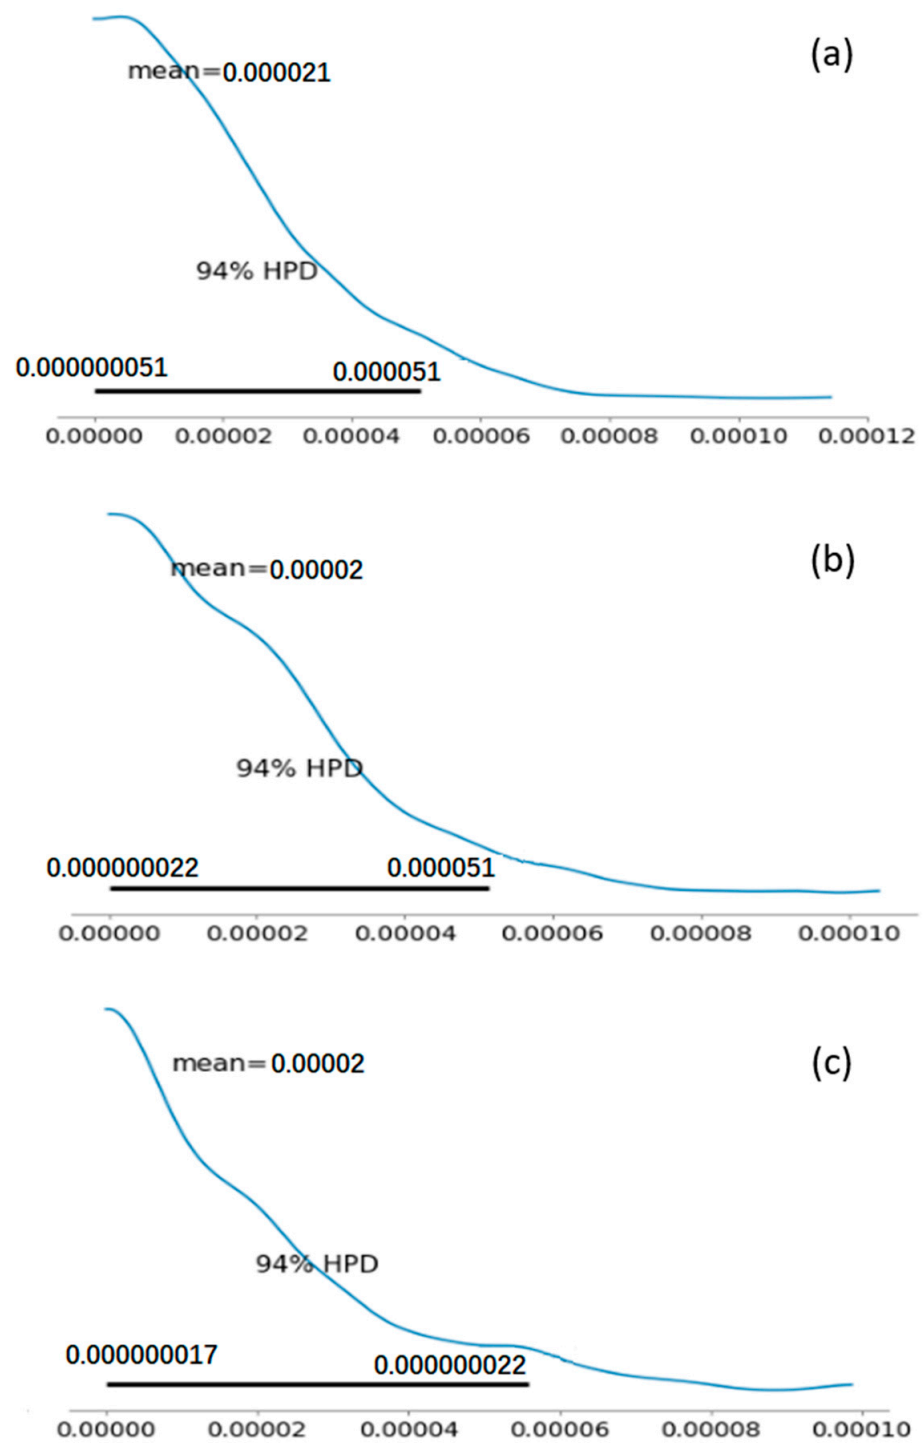 (a)
mean=0.000021
94% HPD
0.000000051 0.000051
0.00000 0.00002 0.00004 0.00006 0.00008 0.00010 0.00012
(b)
mean=0.00002
94% HPD
0.000000022 0.000051
0.00000 0.00002 0.00004 0.00006 0.00008 0.00010
(c)
mean=0.00002
94% HPD
0.000000017 0.000000022
0.00000 0.00002 0.00004 0.00006 0.00008 0.00010